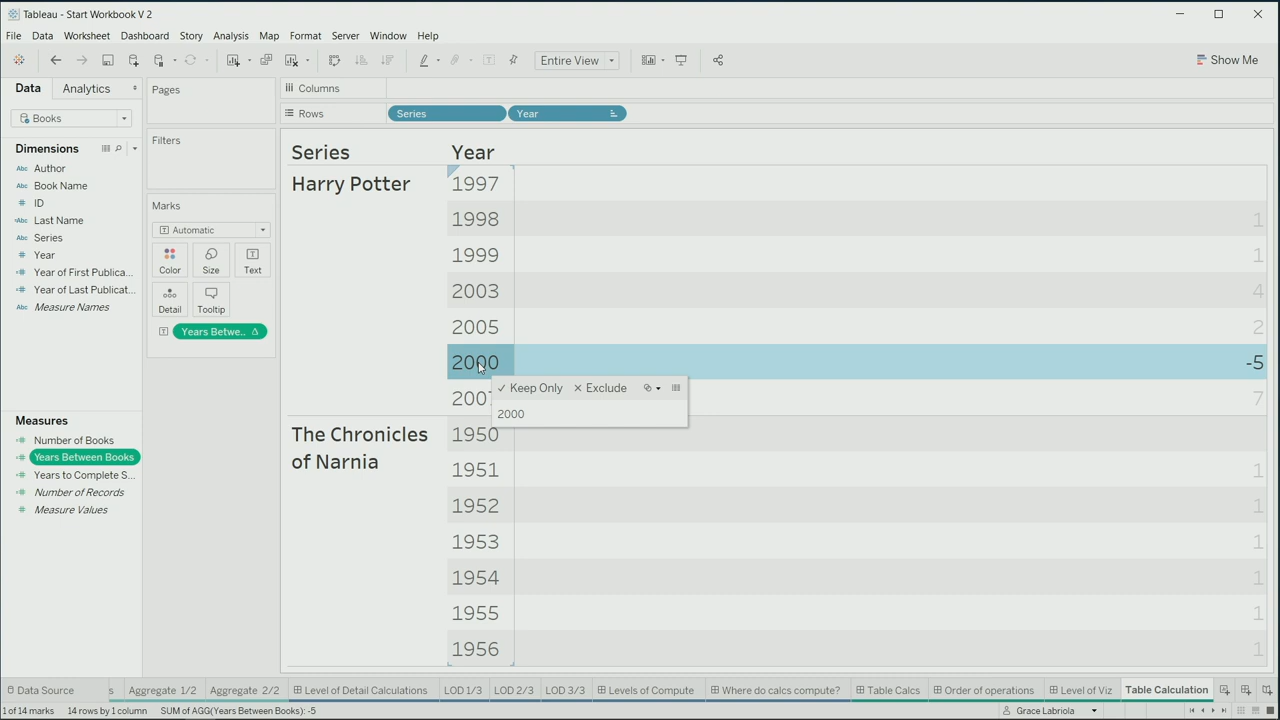 Tableau - Start Workbook V 2
File Data Worksheet Dashboard Story Analysis Map Format Server Window Help
Entire View
Show Me
Data Analytics
Pages
Columns
Books
Rows Series Year
Filters
Dimensions
Abc Author
Abc Book Name
# ID
Abc Last Name
Abc Series
# Year
# Year of First Publica...
# Year of Last Publicat...
Abc Measure Names
Marks
Automatic
Color Size Text
Detail Tooltip
Years Betwe.. Δ
Measures
# Number of Books
# Years Between Books
# Years to Complete S...
# Number of Records
# Measure Values
Series Year
Harry Potter 1997
1998 1
1999 1
2003 4
2005 2
2000 -5
200 7
Keep Only Exclude
2000
The Chronicles
of Narnia
1950
1951 1
1952 1
1953 1
1954 1
1955 1
1956 1
Data Source s Aggregate 1/2 Aggregate 2/2 Level of Detail Calculations LOD 1/3 LOD 2/3 LOD 3/3 Levels of Compute Where do calcs compute? Table Calcs Order of operations Level of Viz Table Calculation
1 of 14 marks 14 rows by 1 column SUM of AGG(Years Between Books): -5 Grace Labriola